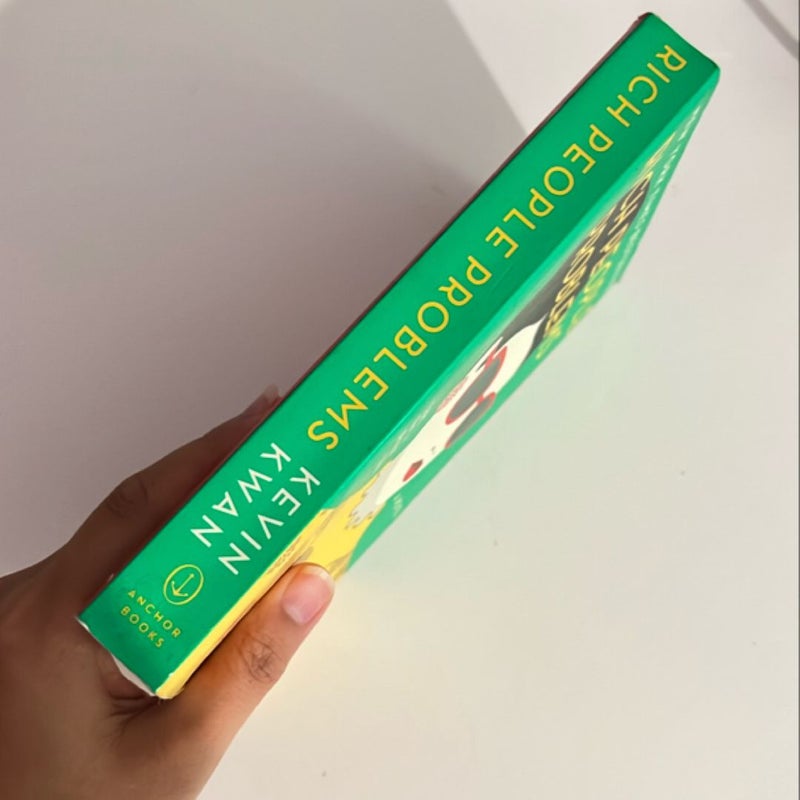 RICH PEOPLE PROBLEMS
KEVIN
KWAN
ANCHOR
BOOKS